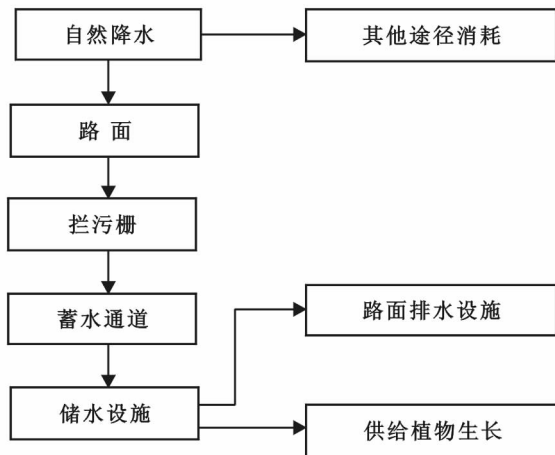 自然降水
其他途径消耗
路 面
拦污栅
蓄水通道
路面排水设施
储水设施
供给植物生长